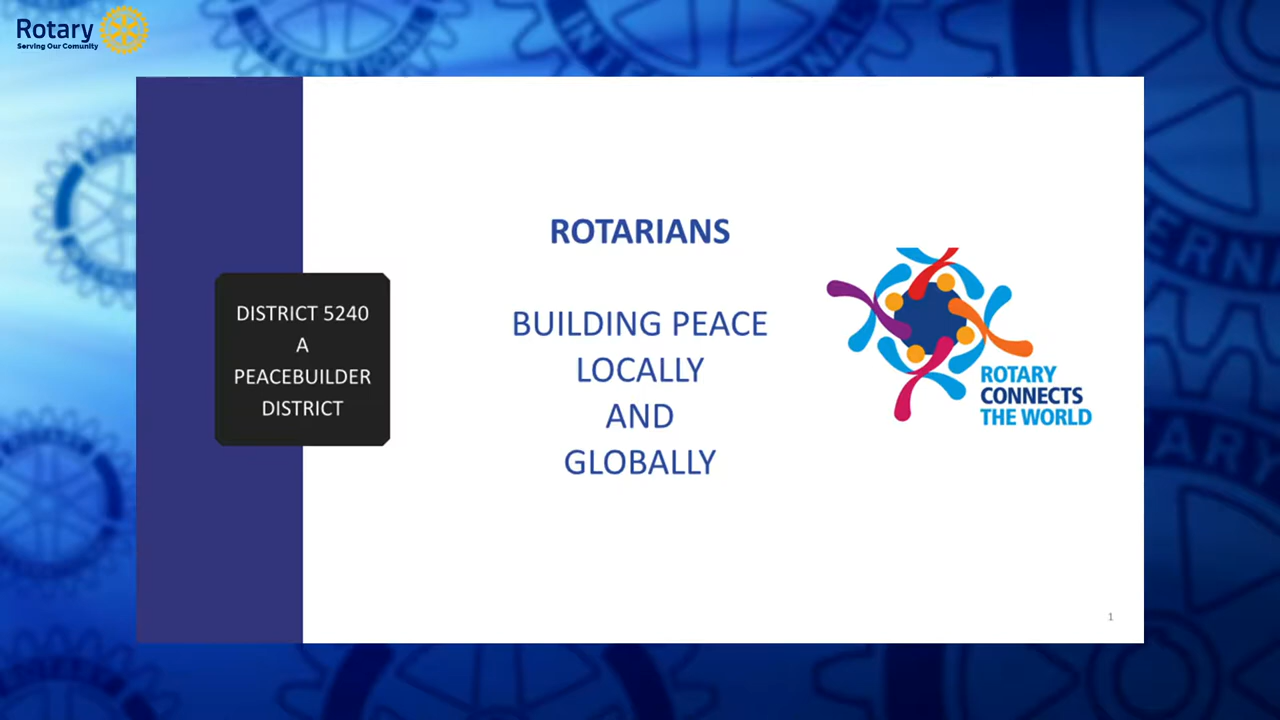 Rotary
Serving Our Comunity
ROTARIANS
DISTRICT 5240
A
PEACEBUILDER
DISTRICT
BUILDING PEACE
LOCALLY
AND
GLOBALLY
ROTARY
CONNECTS
THE WORLD
1